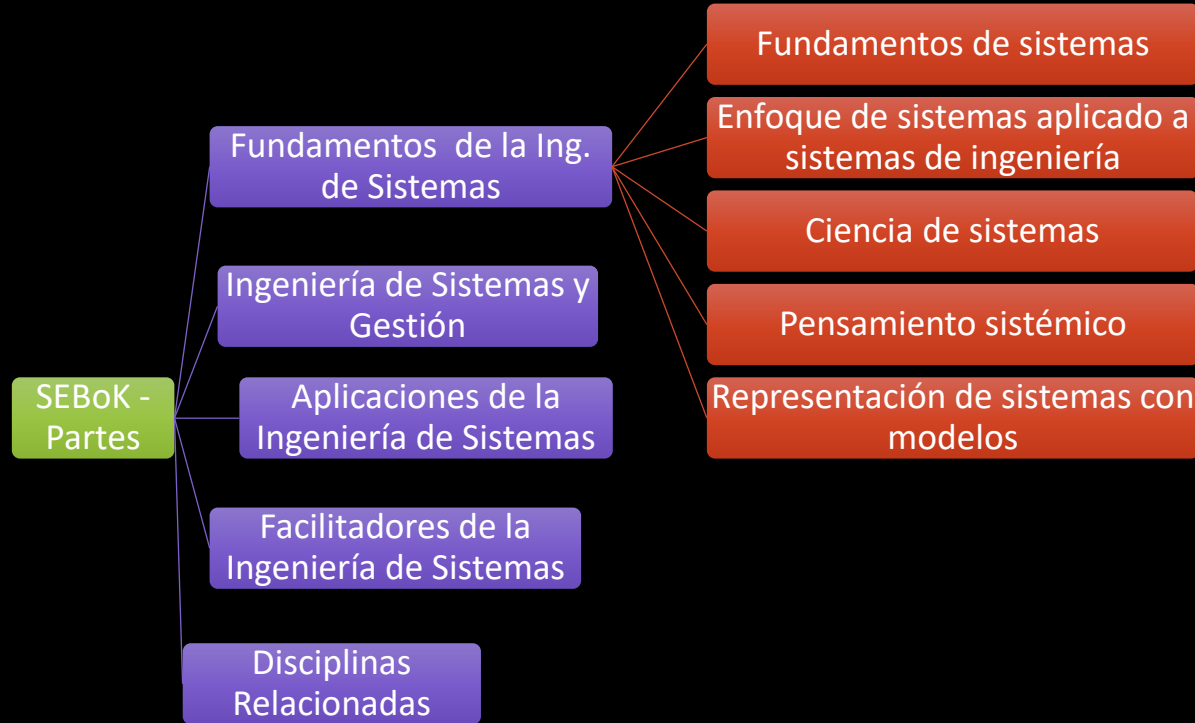 SEBoK -
Partes
Fundamentos  de la Ing.
de Sistemas
Ingeniería de Sistemas y
Gestión
Aplicaciones de la
Ingeniería de Sistemas
Facilitadores de la
Ingeniería de Sistemas
Disciplinas
Relacionadas
Fundamentos de sistemas
Enfoque de sistemas aplicado a
sistemas de ingeniería
Ciencia de sistemas
Pensamiento sistémico
Representación de sistemas con
modelos